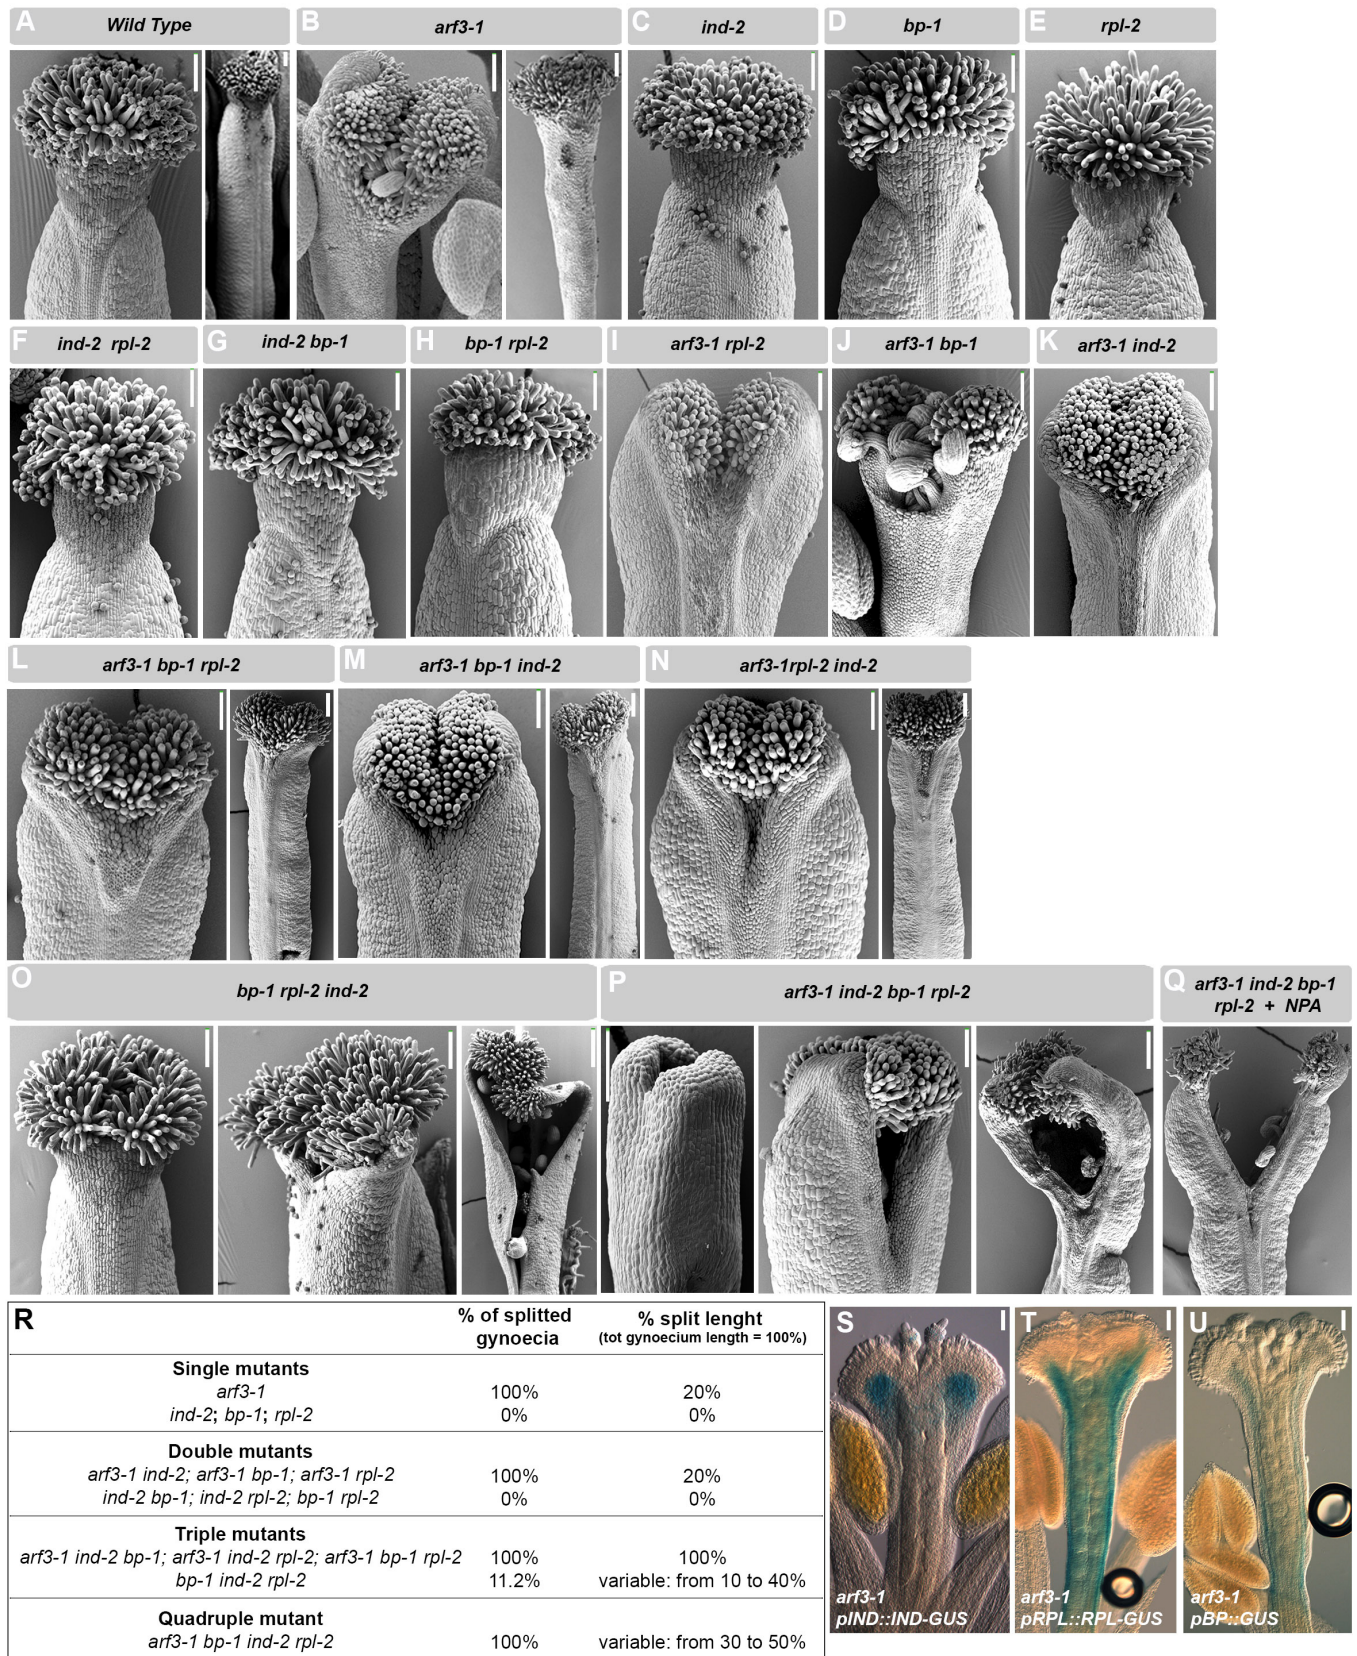 A Wild Type
B arf3-1
C ind-2
D bp-1
E rpl-2
F ind-2 rpl-2
G ind-2 bp-1
H bp-1 rpl-2
I arf3-1 rpl-2
J arf3-1 bp-1
K arf3-1 ind-2
L arf3-1 bp-1 rpl-2
M arf3-1 bp-1 ind-2
N arf3-1rpl-2 ind-2
O bp-1 rpl-2 ind-2
P arf3-1 ind-2 bp-1 rpl-2
Q arf3-1 ind-2 bp-1
rpl-2 + NPA
R
% of splitted
gynoecia
% split lenght
(tot gynoecium length = 100%)
Single mutants
arf3-1 100% 20%
ind-2; bp-1; rpl-2 0% 0%
Double mutants
arf3-1 ind-2; arf3-1 bp-1; arf3-1 rpl-2 100% 20%
ind-2 bp-1; ind-2 rpl-2; bp-1 rpl-2 0% 0%
Triple mutants
arf3-1 ind-2 bp-1; arf3-1 ind-2 rpl-2; arf3-1 bp-1 rpl-2 100% 100%
bp-1 ind-2 rpl-2 11.2% variable: from 10 to 40%
Quadruple mutant
arf3-1 bp-1 ind-2 rpl-2 100% variable: from 30 to 50%
S
arf3-1
pIND::IND-GUS
T
arf3-1
pRPL::RPL-GUS
U
arf3-1
pBP::GUS